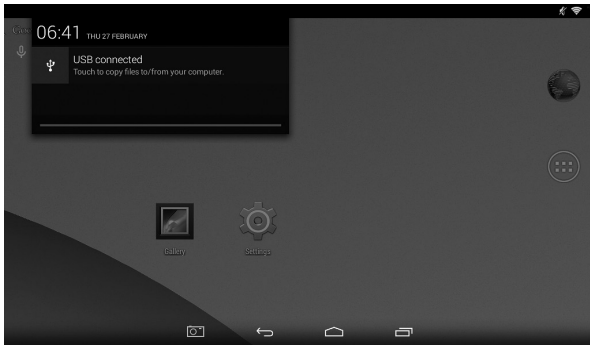 06:41 THU 27 FEBRUARY
USB connected
Touch to copy files to/from your computer.
Gallery
Settings